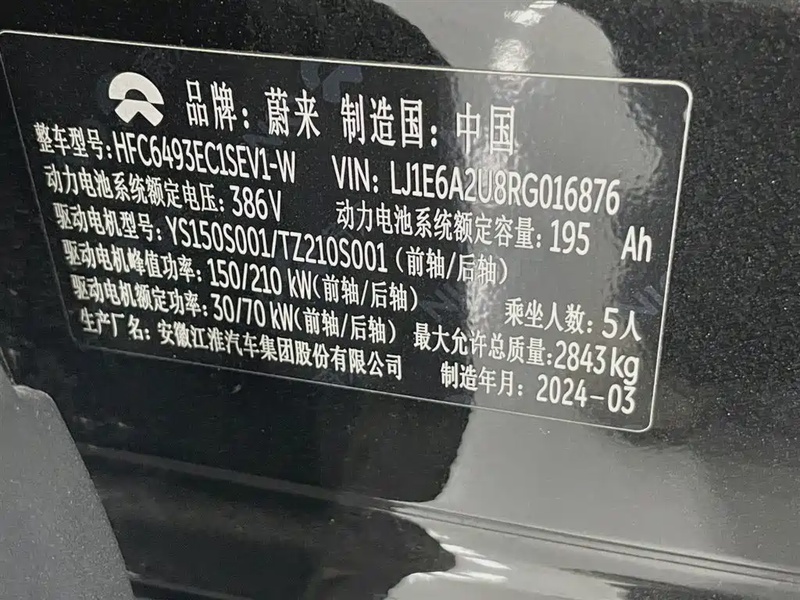 品牌：蔚来 制造国：中国
整车型号：HFC6493EC1SEV1-W VIN: LJ1E6A2U8RG016876
动力电池系统额定电压：386V 动力电池系统额定容量：195 Ah
驱动电机型号：YS150S001/TZ210S001（前轴/后轴）
驱动电机峰值功率：150/210 kW（前轴/后轴） 乘坐人数：5人
驱动电机额定功率：30/70 kW（前轴/后轴） 最大允许总质量：2843kg
生产厂名：安徽江淮汽车集团股份有限公司 制造年月：2024-03